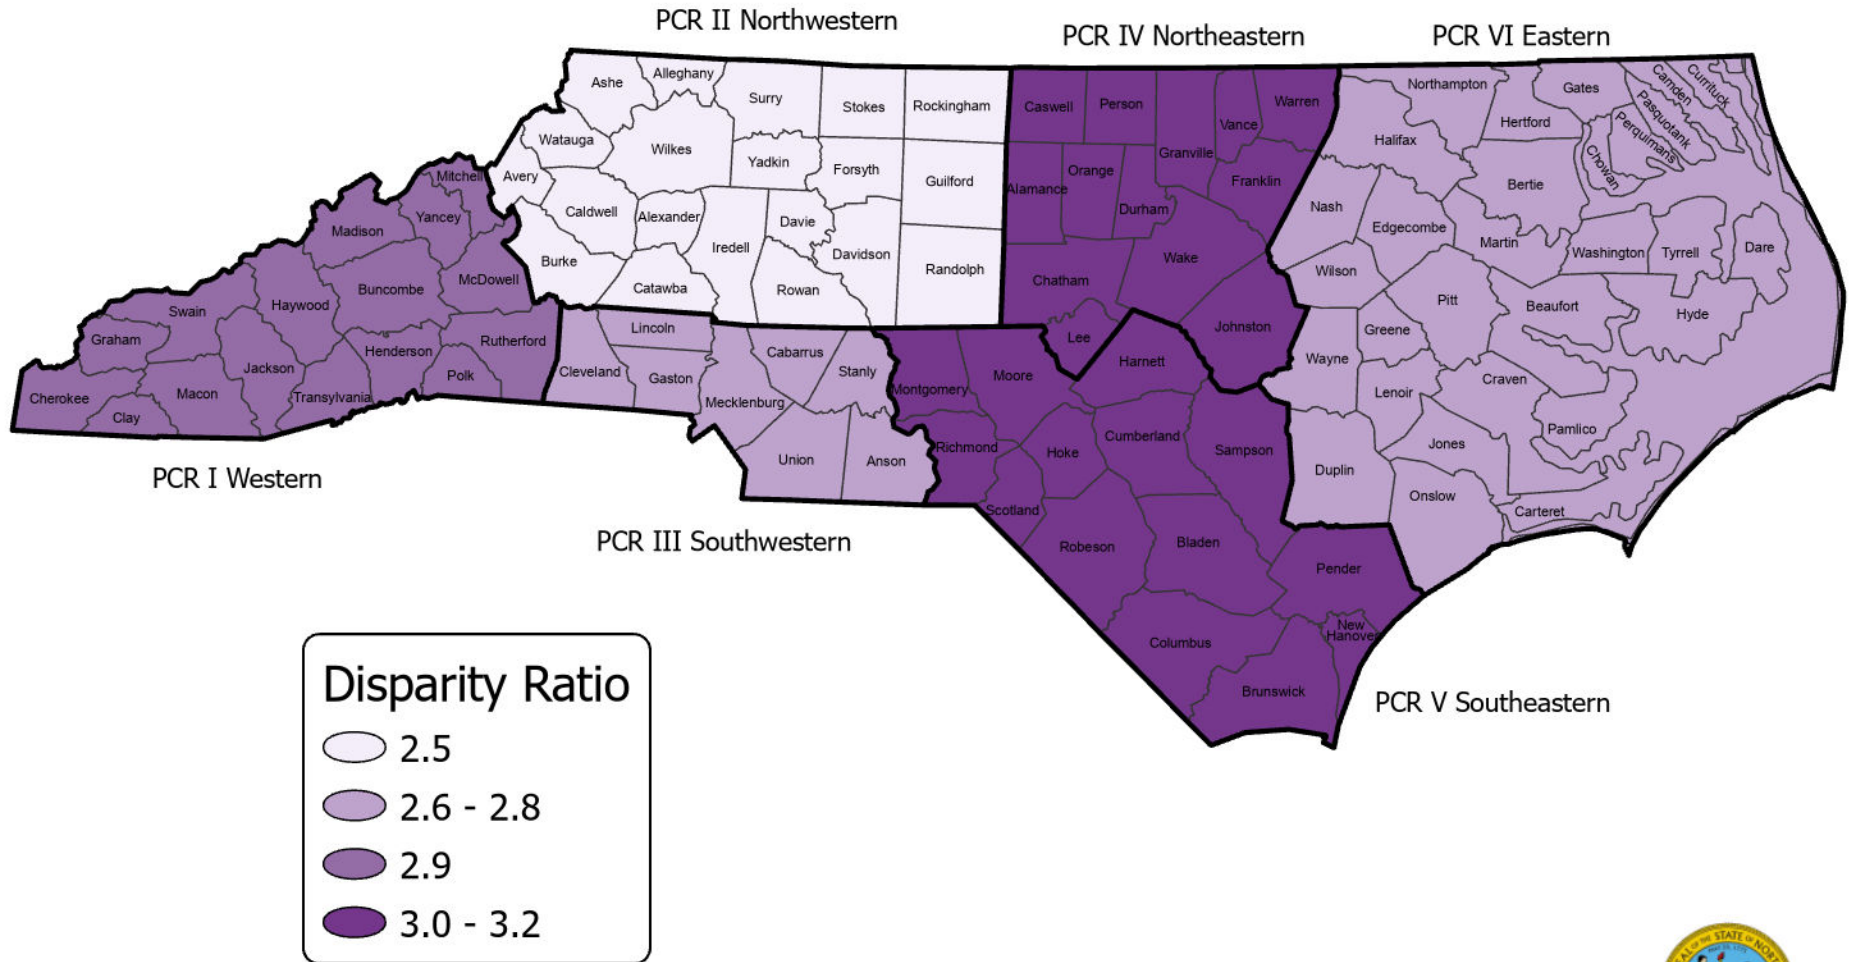 PCR II Northwestern
PCR IV Northeastern
PCR VI Eastern
Ashe
Alleghany
Surry
Stokes
Rockingham
Watauga
Wilkes
Yadkin
Forsyth
Guilford
Avery
Caldwell
Alexander
Iredell
Davie
Davidson
Randolph
Burke
Catawba
Rowan
Caswell
Person
Granville
Vance
Warren
Alamance
Orange
Durham
Franklin
Chatham
Wake
Lee
Johnston
Northampton
Gates
Camden
Currituck
Pasquotank
Perquimans
Chowan
Hertford
Halifax
Bertie
Nash
Edgecombe
Martin
Washington
Tyrrell
Dare
Wilson
Pitt
Beaufort
Hyde
Greene
Wayne
Lenoir
Craven
Pamlico
Jones
Duplin
Onslow
Carteret
Mitchell
Yancey
Madison
McDowell
Buncombe
Haywood
Swain
Graham
Rutherford
Henderson
Polk
Jackson
Transylvania
Macon
Cherokee
Clay
Lincoln
Cleveland
Gaston
Cabarrus
Stanly
Mecklenburg
Union
Anson
Montgomery
Moore
Harnett
Richmond
Hoke
Cumberland
Sampson
Scotland
Robeson
Bladen
Pender
Columbus
New
Hanover
Brunswick
PCR I Western
PCR III Southwestern
PCR V Southeastern
Disparity Ratio
2.5
2.6 - 2.8
2.9
3.0 - 3.2
OF THE STATE OF NOR